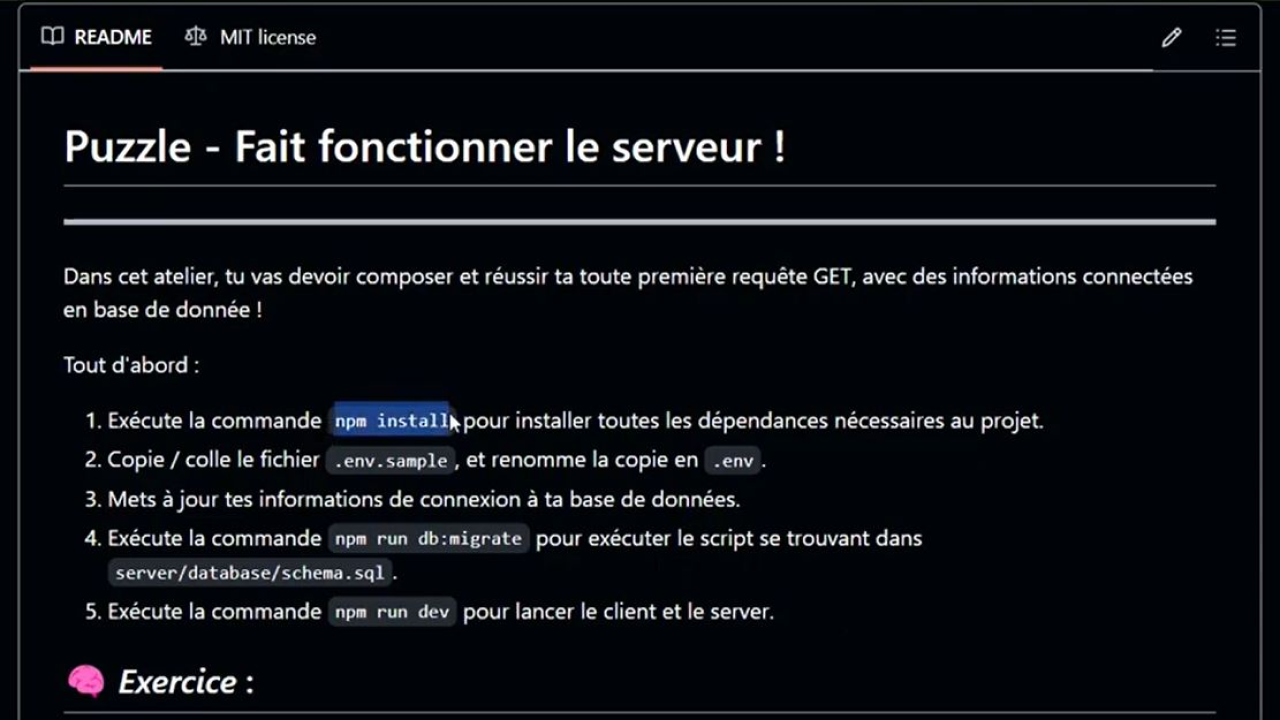 README MIT license
Puzzle - Fait fonctionner le serveur !
Dans cet atelier, tu vas devoir composer et réussir ta toute première requête GET, avec des informations connectées
en base de donnée !
Tout d'abord :
1. Exécute la commande npm install pour installer toutes les dépendances nécessaires au projet.
2. Copie / colle le fichier .env.sample, et renomme la copie en .env.
3. Mets à jour tes informations de connexion à ta base de données.
4. Exécute la commande npm run db:migrate pour exécuter le script se trouvant dans
server/database/schema.sql.
5. Exécute la commande npm run dev pour lancer le client et le server.
Exercice :